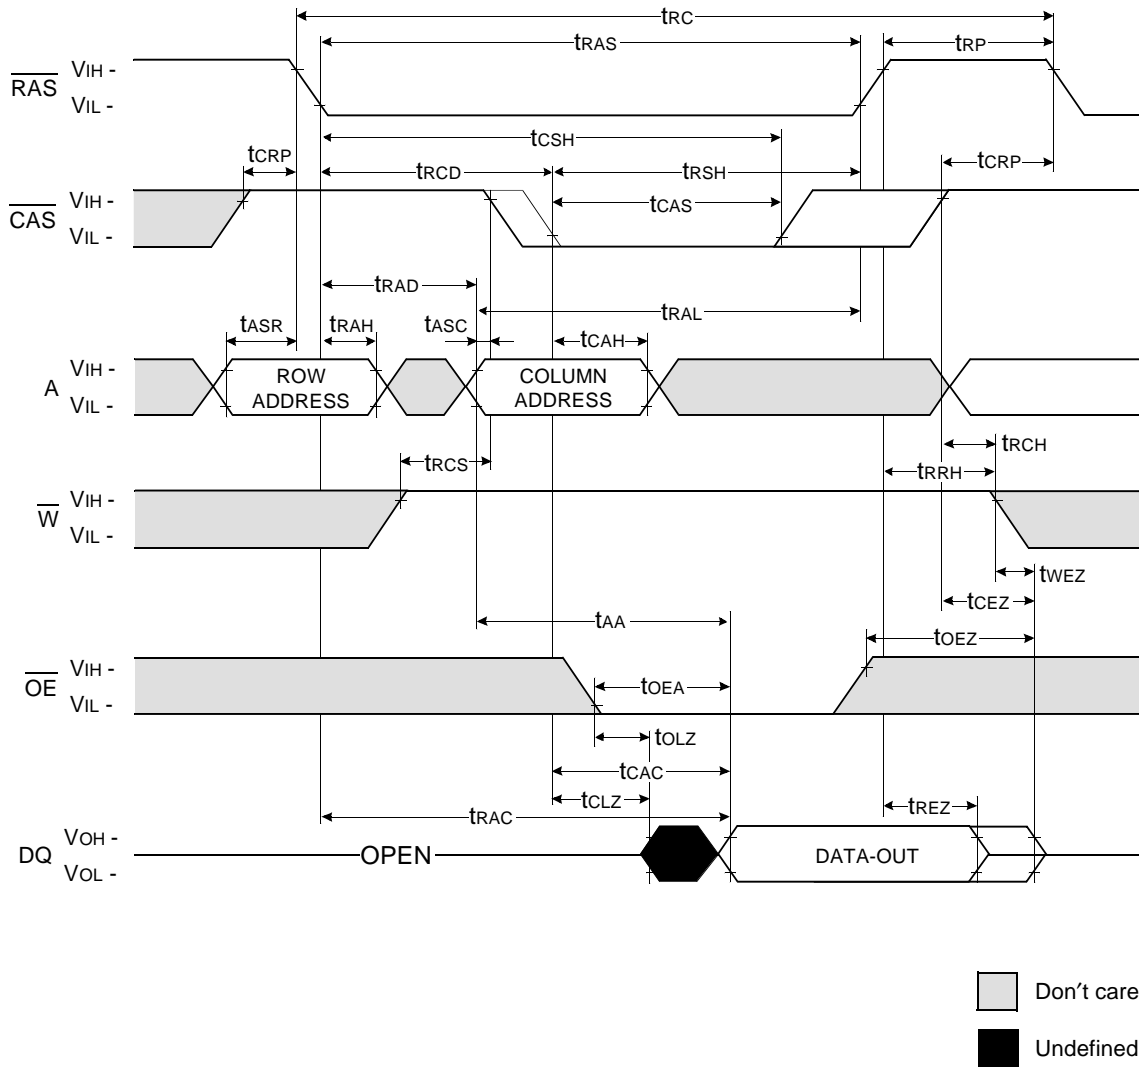 tRC
tRAS
tRP
RAS
VIH -
VIL -
tCSH
tCRP
tRCD
tRSH
tCRP
CAS
VIH -
VIL -
tCAS
tRAD
tRAL
tASR
tRAH
tASC
tCAH
A
VIH -
VIL -
ROW
ADDRESS
COLUMN
ADDRESS
tRCS
tRCH
tRRH
W
VIH -
VIL -
tWEZ
tCEZ
tAA
tOEZ
OE
VIH -
VIL -
tOEA
tOLZ
tCAC
tCLZ
tRAC
tREZ
DQ
VOH -
VOL -
OPEN
DATA-OUT
Don′t care
Undefined